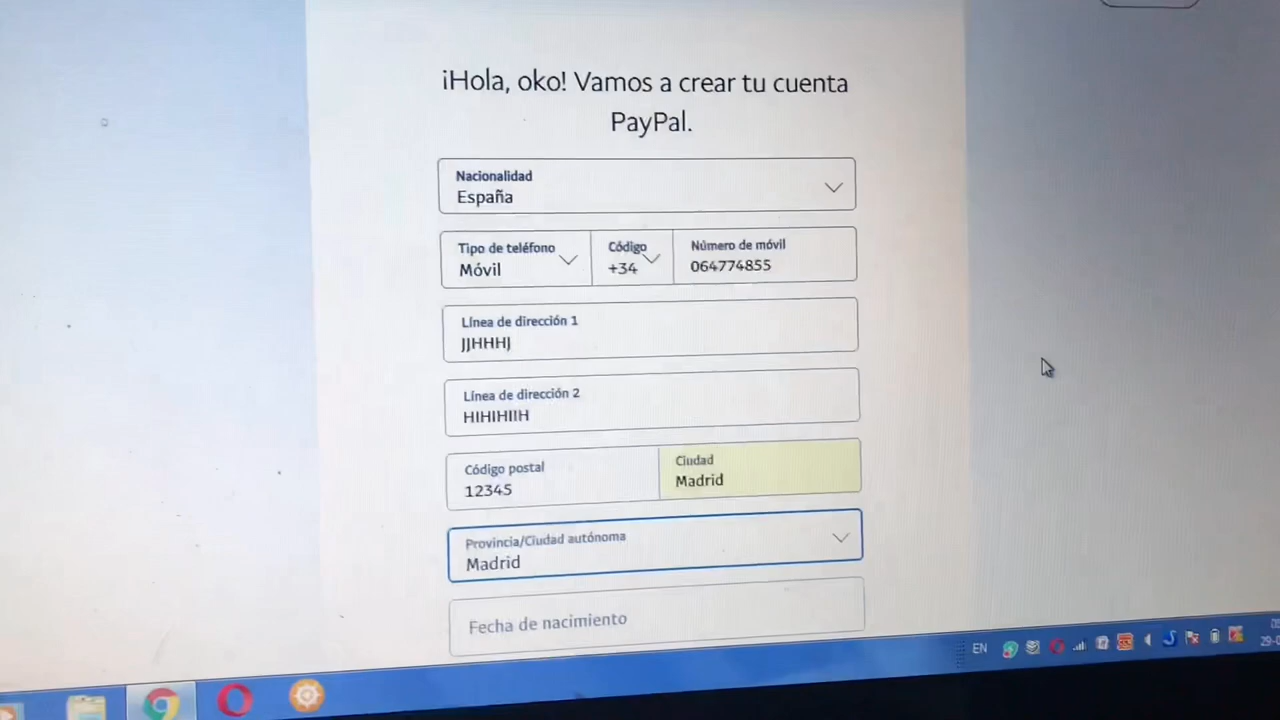 ¡Hola, oko! Vamos a crear tu cuenta
PayPal.
Nacionalidad
España
Tipo de teléfono
Móvil
Código
+34
Número de móvil
064774855
Línea de dirección 1
JJHHHJ
Línea de dirección 2
HIHIHIIH
Código postal
12345
Ciudad
Madrid
Provincia/Ciudad autónoma
Madrid
Fecha de nacimiento
EN